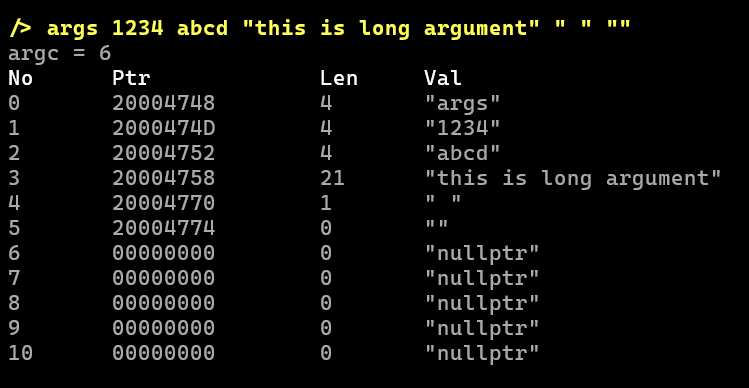 /> args 1234 abcd "this is long argument" " " ""
argc = 6
No Ptr Len Val
0 20004748 4 "args"
1 2000474D 4 "1234"
2 20004752 4 "abcd"
3 20004758 21 "this is long argument"
4 20004770 1 " "
5 20004774 0 ""
6 00000000 0 "nullptr"
7 00000000 0 "nullptr"
8 00000000 0 "nullptr"
9 00000000 0 "nullptr"
10 00000000 0 "nullptr"